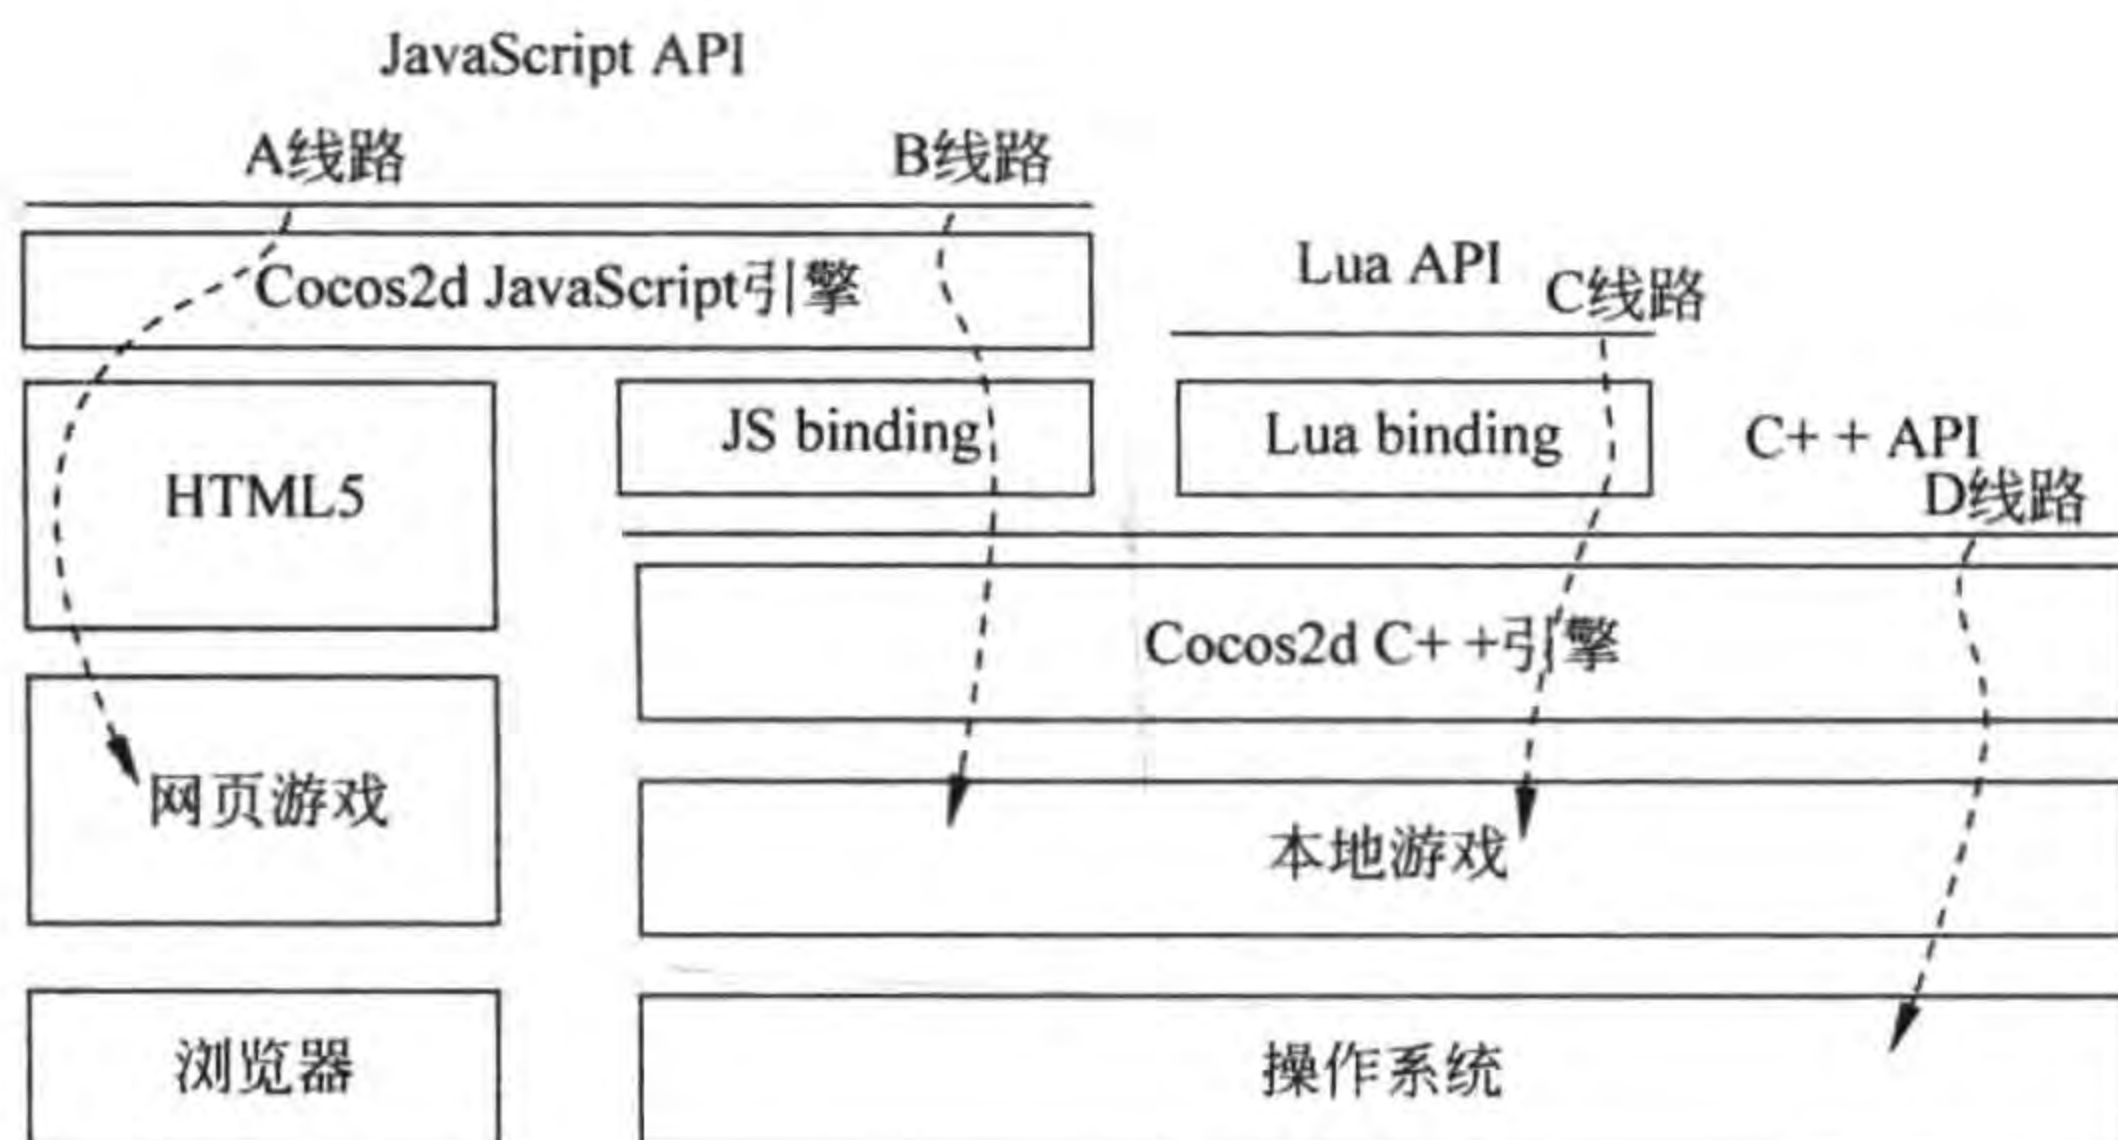 JavaScript API
A线路
B线路
Cocos2d JavaScript引擎
Lua API
C线路
HTML5
JS binding
Lua binding
C++ API
D线路
Cocos2d C++引擎
网页游戏
本地游戏
浏览器
操作系统